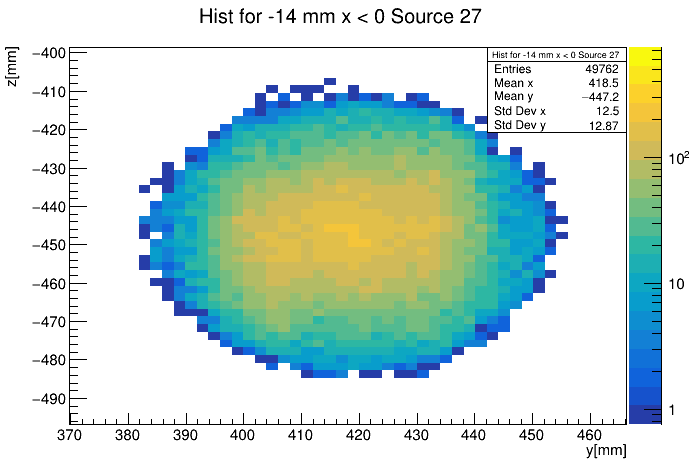 Hist for -14 mm x < 0 Source 27
z[mm]
Hist for -14 mm x < 0 Source 27
Entries 49762
Mean x 418.5
Mean y −447.2
Std Dev x 12.5
Std Dev y 12.87
−400
−410
−420
−430
−440
−450
−460
−470
−480
−490
10²
10
1
370 380 390 400 410 420 430 440 450 460
y[mm]